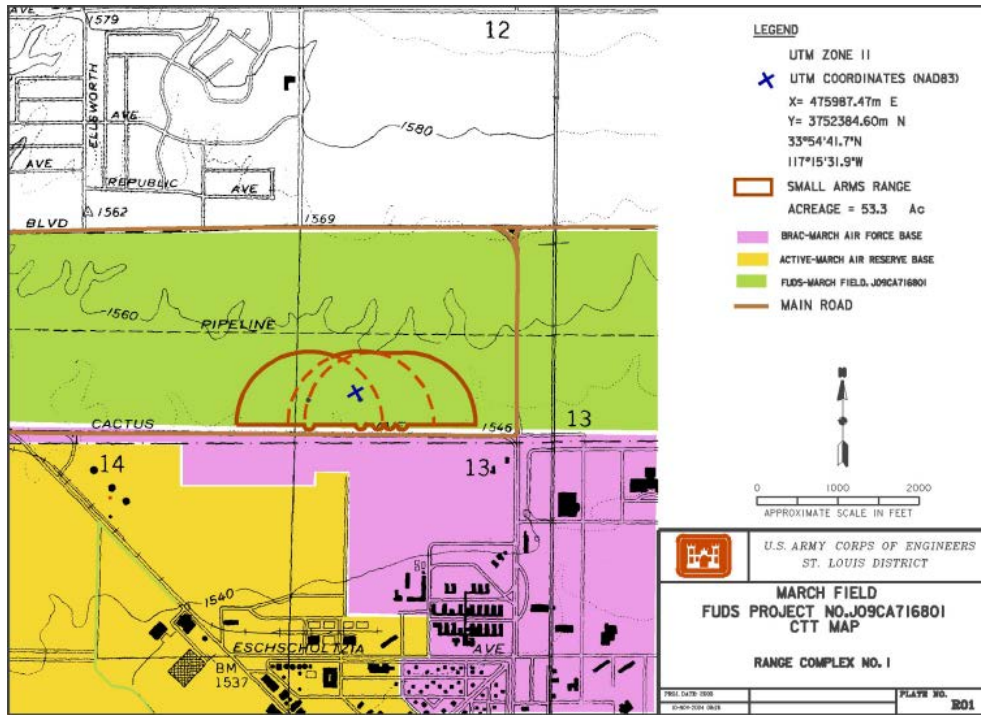 AVE
1579
12
ELLSWORTH
AVE
1580
AVE
REPUBLIC AVE
1562
BLVD
1569
1560
PIPELINE
CACTUS
1546
13
14
13
1540
ESCHSCHOLTZIA AVE
BM
1537
LEGEND
UTM ZONE 11
UTM COORDINATES (NAD83)
X= 475987.47m E
Y= 3752384.60m N
33°54'41.7"N
117°15'31.9"W
SMALL ARMS RANGE
ACREAGE = 53.3 Ac
BRAC-MARCH AIR FORCE BASE
ACTIVE-MARCH AIR RESERVE BASE
FUDS-MARCH FIELD, J09CA716801
MAIN ROAD
N
0 1000 2000
APPROXIMATE SCALE IN FEET
U.S. ARMY CORPS OF ENGINEERS
ST. LOUIS DISTRICT
MARCH FIELD
FUDS PROJECT NO.J09CA716801
CTT MAP
RANGE COMPLEX NO. 1
PLATE NO.
R01